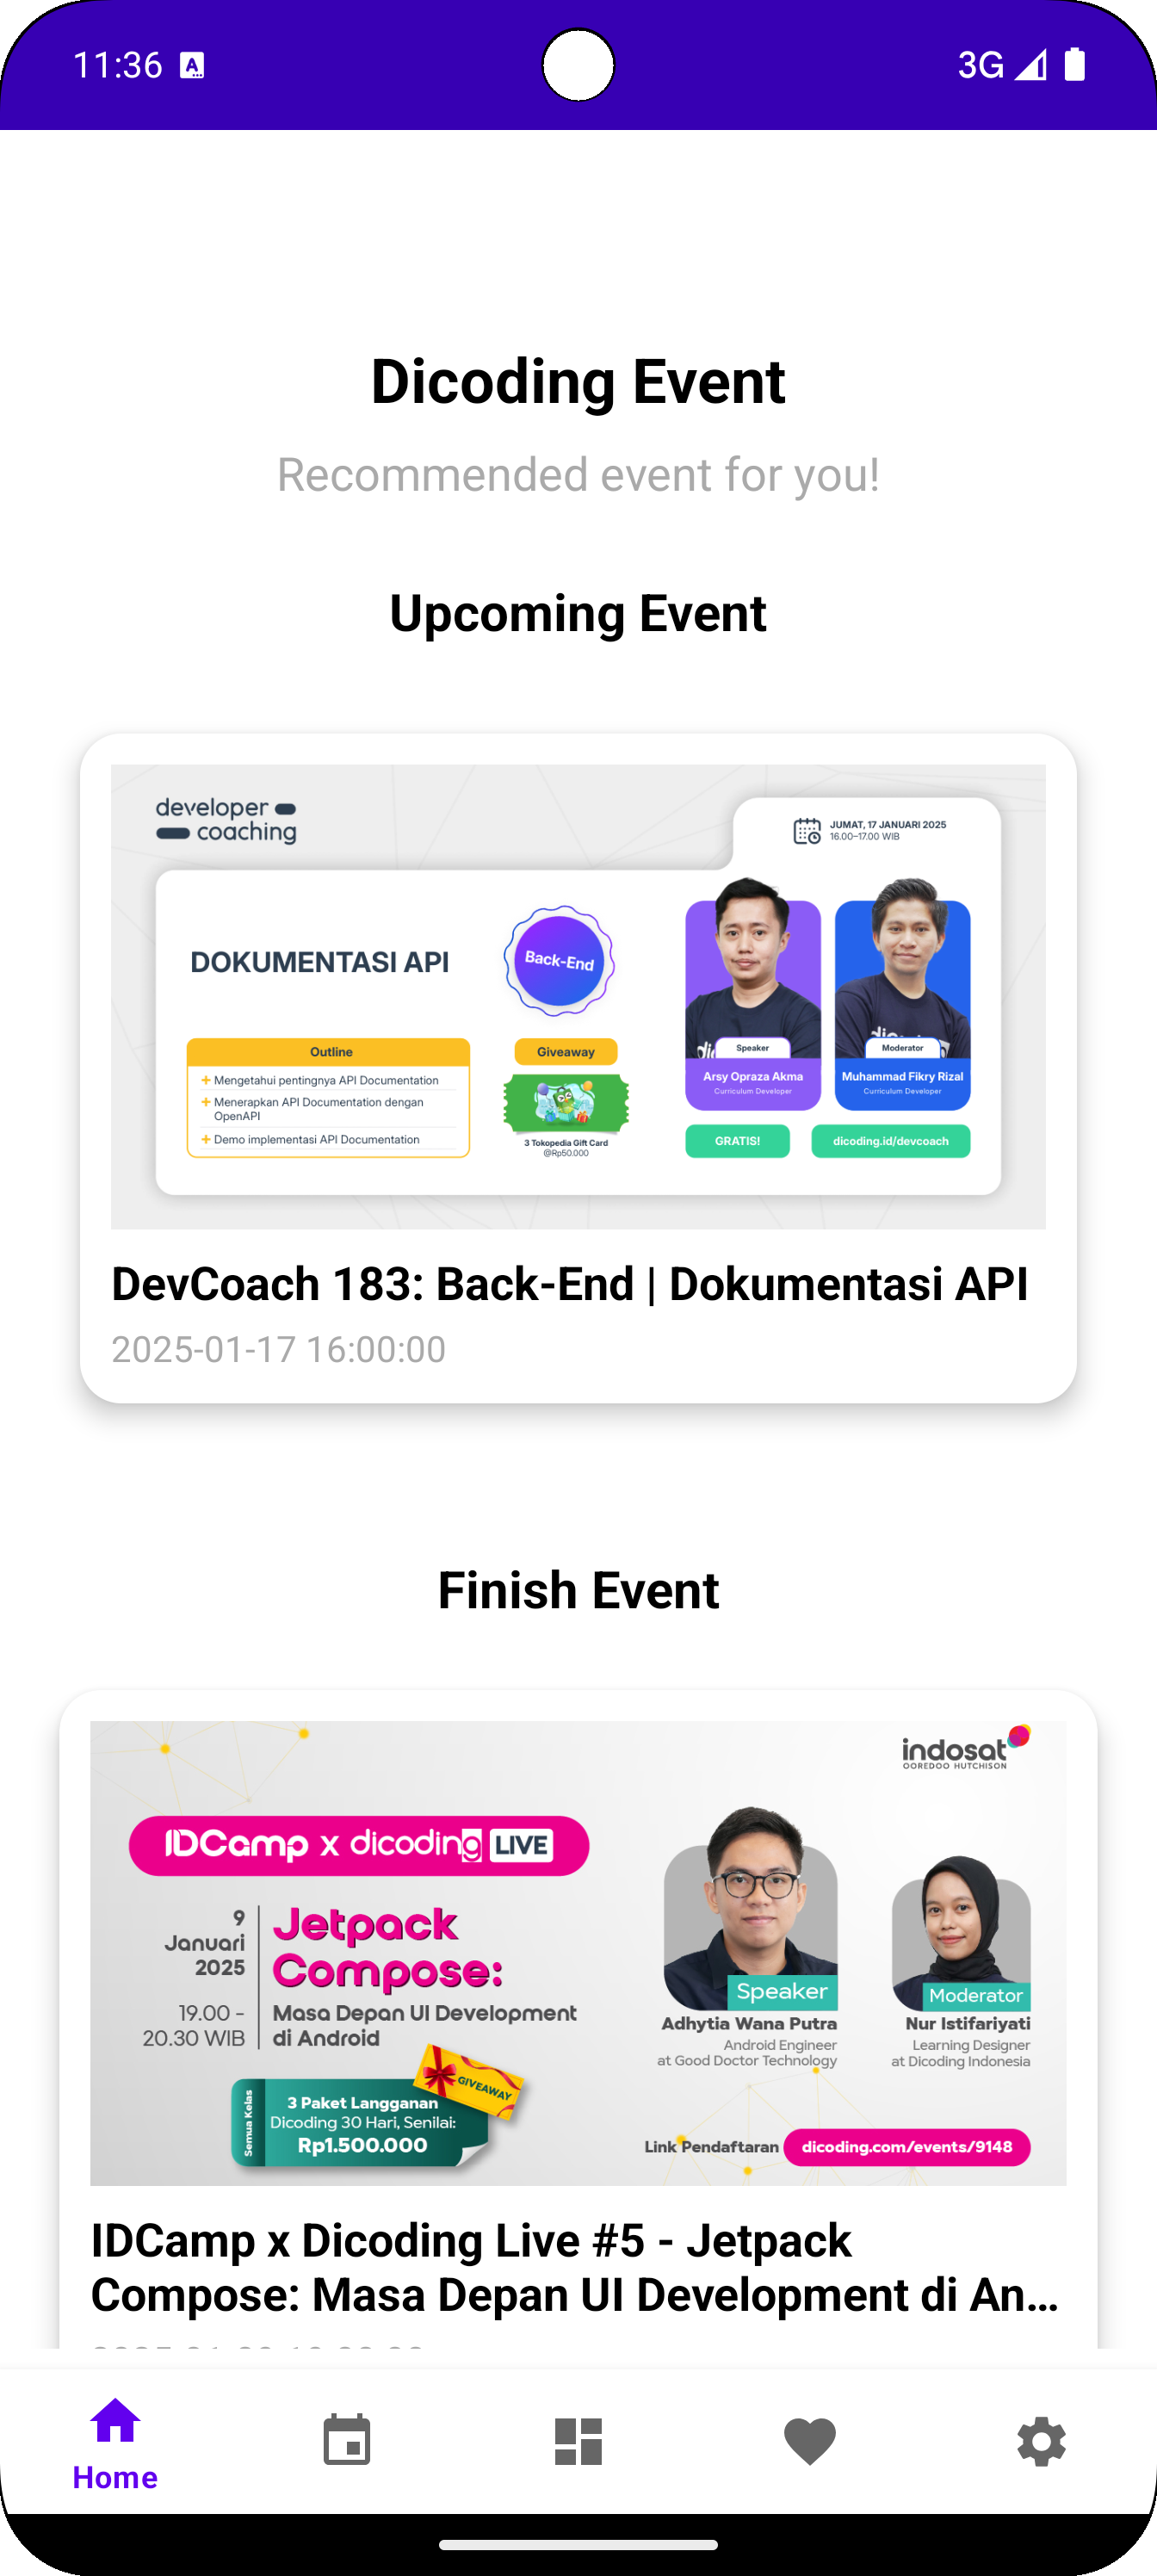 11:36
3G
Dicoding Event
Recommended event for you!
Upcoming Event
developer
coaching
JUMAT, 17 JANUARI 2025
16.00–17.00 WIB
DOKUMENTASI API
Back-End
Outline
Mengetahui pentingnya API Documentation
Menerapkan API Documentation dengan
OpenAPI
Demo implementasi API Documentation
Giveaway
3 Tokopedia Gift Card
@Rp50.000
Speaker
Arsy Opraza Akma
Curriculum Developer
Moderator
Muhammad Fikry Rizal
Curriculum Developer
GRATIS!
dicoding.id/devcoach
DevCoach 183: Back-End | Dokumentasi API
2025-01-17 16:00:00
Finish Event
indosat
OOREDOO HUTCHISON
IDCamp x dicoding LIVE
9
Januari
2025
19.00 -
20.30 WIB
Jetpack
Compose:
Masa Depan UI Development
di Android
GIVEAWAY
Semua Kelas
3 Paket Langganan
Dicoding 30 Hari, Senilai:
Rp1.500.000
Speaker
Adhytia Wana Putra
Android Engineer
at Good Doctor Technology
Moderator
Nur Istifariyati
Learning Designer
at Dicoding Indonesia
Link Pendaftaran dicoding.com/events/9148
IDCamp x Dicoding Live #5 - Jetpack
Compose: Masa Depan UI Development di An...
Home